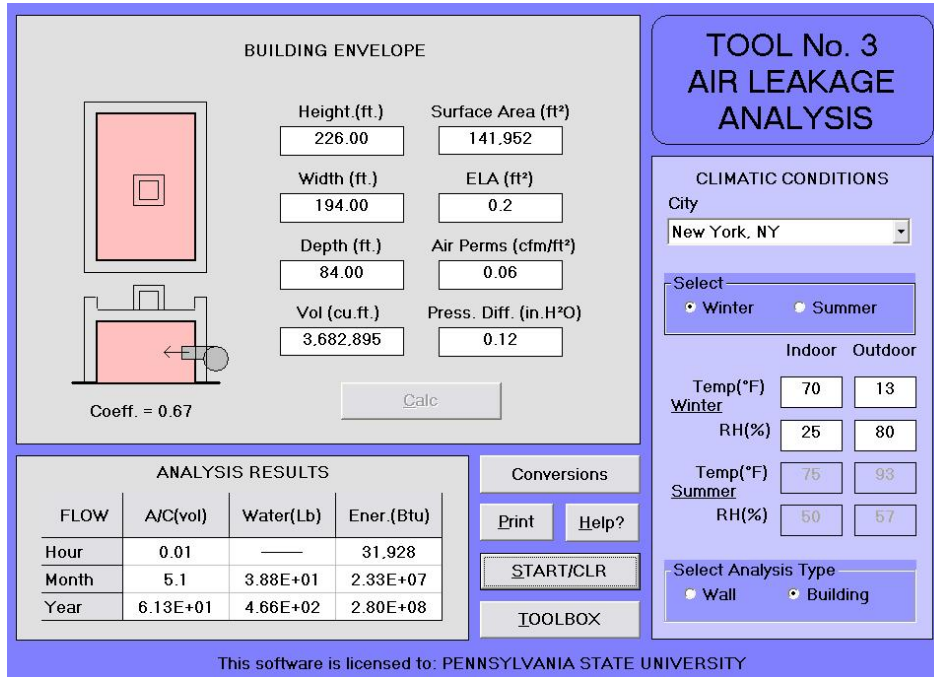 BUILDING ENVELOPE
Height.(ft.) Surface Area (ft²)
226.00 141,952
Width (ft.) ELA (ft²)
194.00 0.2
Depth (ft.) Air Perms (cfm/ft²)
84.00 0.06
Vol (cu.ft.) Press. Diff. (in.H²O)
3,682,895 0.12
Coeff. = 0.67
Calc
TOOL No. 3
AIR LEAKAGE
ANALYSIS
CLIMATIC CONDITIONS
City
New York, NY
Select
Winter Summer
Indoor Outdoor
Temp(°F) 70 13
Winter
RH(%) 25 80
Temp(°F) 75 93
Summer
RH(%) 50 57
Select Analysis Type
Wall Building
ANALYSIS RESULTS
FLOW A/C(vol) Water(Lb) Ener.(Btu)
Hour 0.01 —— 31,928
Month 5.1 3.88E+01 2.33E+07
Year 6.13E+01 4.66E+02 2.80E+08
Conversions
Print Help?
START/CLR
TOOLBOX
This software is licensed to: PENNSYLVANIA STATE UNIVERSITY